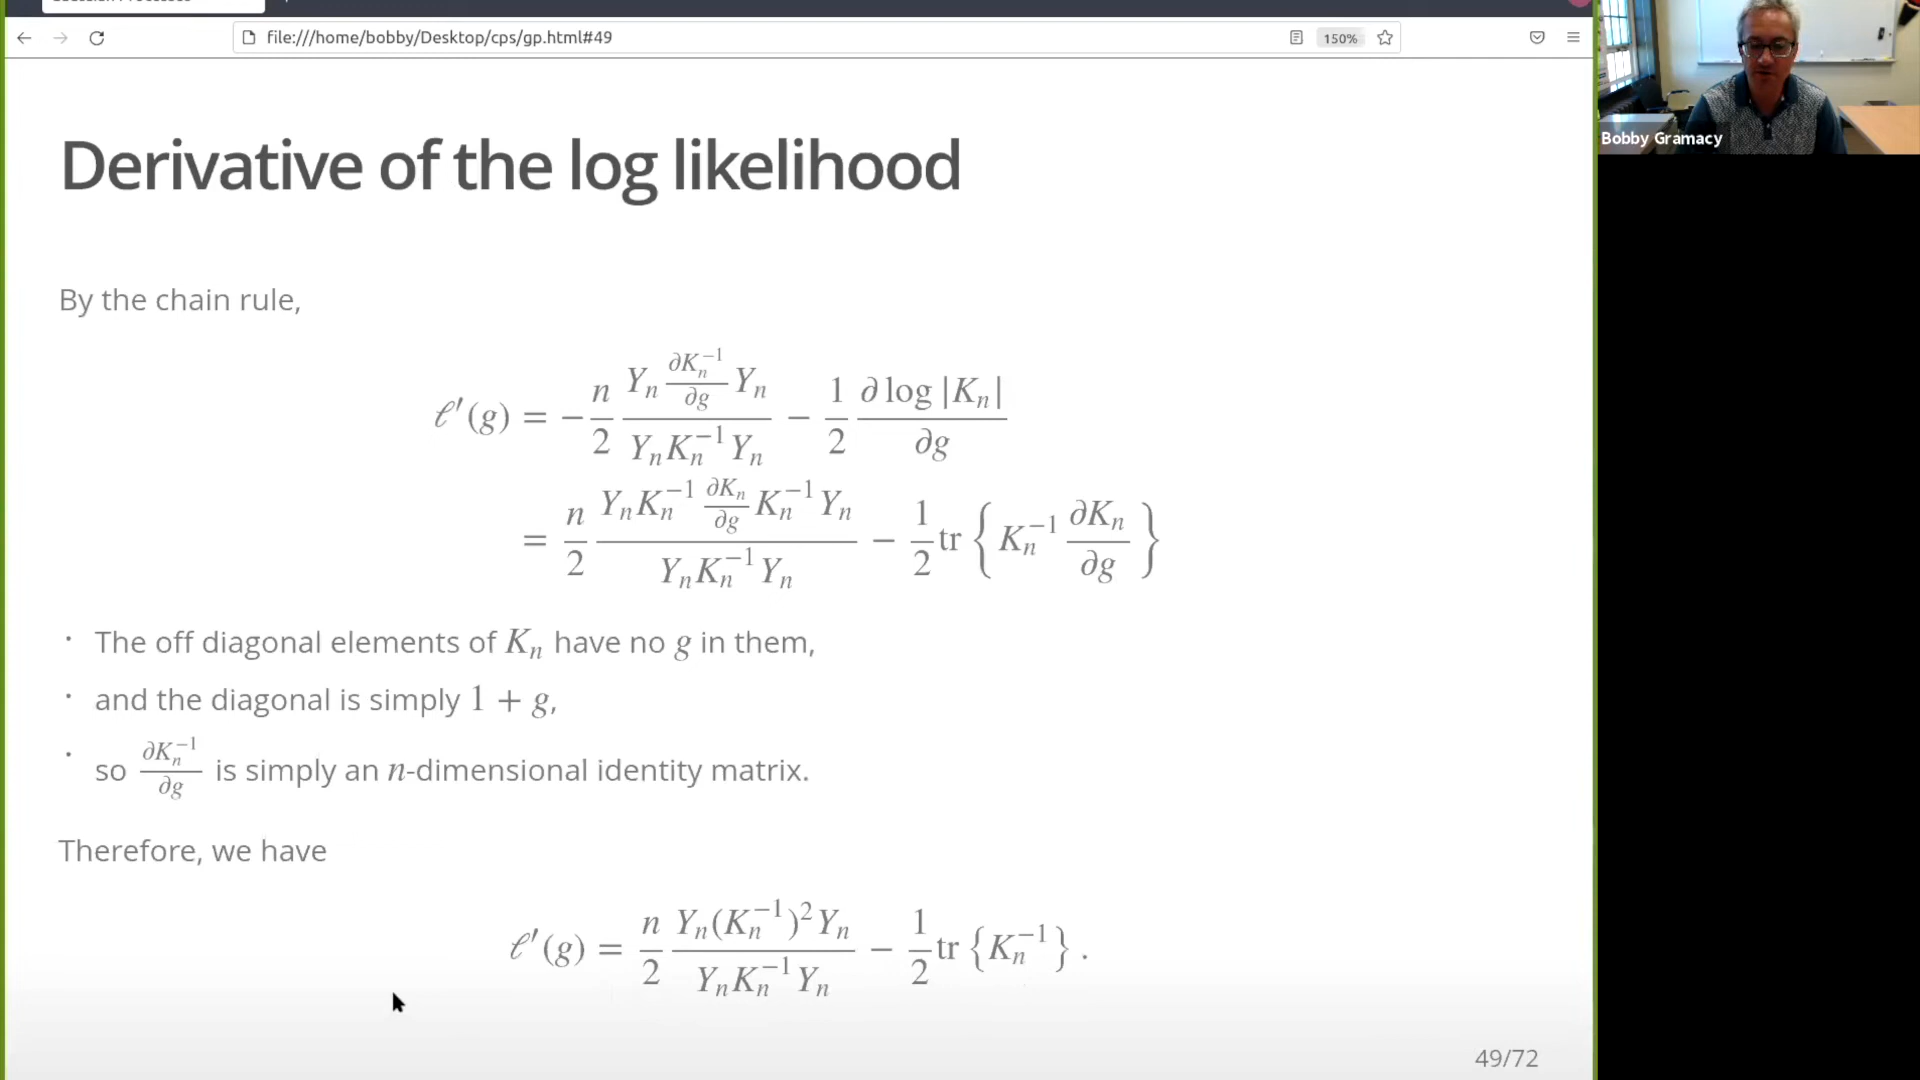 file:///home/bobby/Desktop/cps/gp.html#49
150%
Bobby Gramacy
Derivative of the log likelihood
By the chain rule,
ℓ′(g) = − n/2 (Yₙ ∂Kₙ⁻¹/∂g Yₙ)/(Yₙ Kₙ⁻¹ Yₙ) − 1/2 ∂ log |Kₙ|/∂g
= n/2 (Yₙ Kₙ⁻¹ ∂Kₙ/∂g Kₙ⁻¹ Yₙ)/(Yₙ Kₙ⁻¹ Yₙ) − 1/2 tr {Kₙ⁻¹ ∂Kₙ/∂g}
· The off diagonal elements of Kₙ have no g in them,
· and the diagonal is simply 1 + g,
· so ∂Kₙ⁻¹/∂g is simply an n-dimensional identity matrix.
Therefore, we have
ℓ′(g) = n/2 (Yₙ(Kₙ⁻¹)²Yₙ)/(Yₙ Kₙ⁻¹ Yₙ) − 1/2 tr {Kₙ⁻¹} .
49/72